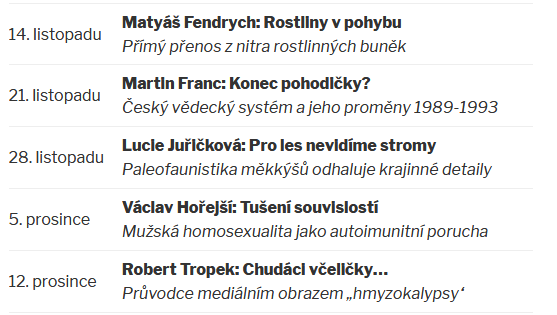 14. listopadu
Matyáš Fendrych: Rostliny v pohybu
Přímý přenos z nitra rostlinných buněk
21. listopadu
Martin Franc: Konec pohodičky?
Český vědecký systém a jeho proměny 1989-1993
28. listopadu
Lucie Juřičková: Pro les nevidíme stromy
Paleofaunistika měkkýšů odhaluje krajinné detaily
5. prosince
Václav Hořejší: Tušení souvislostí
Mužská homosexualita jako autoimunitní porucha
12. prosince
Robert Tropek: Chudáci včeličky…
Průvodce mediálním obrazem „hmyzokalypsy‘